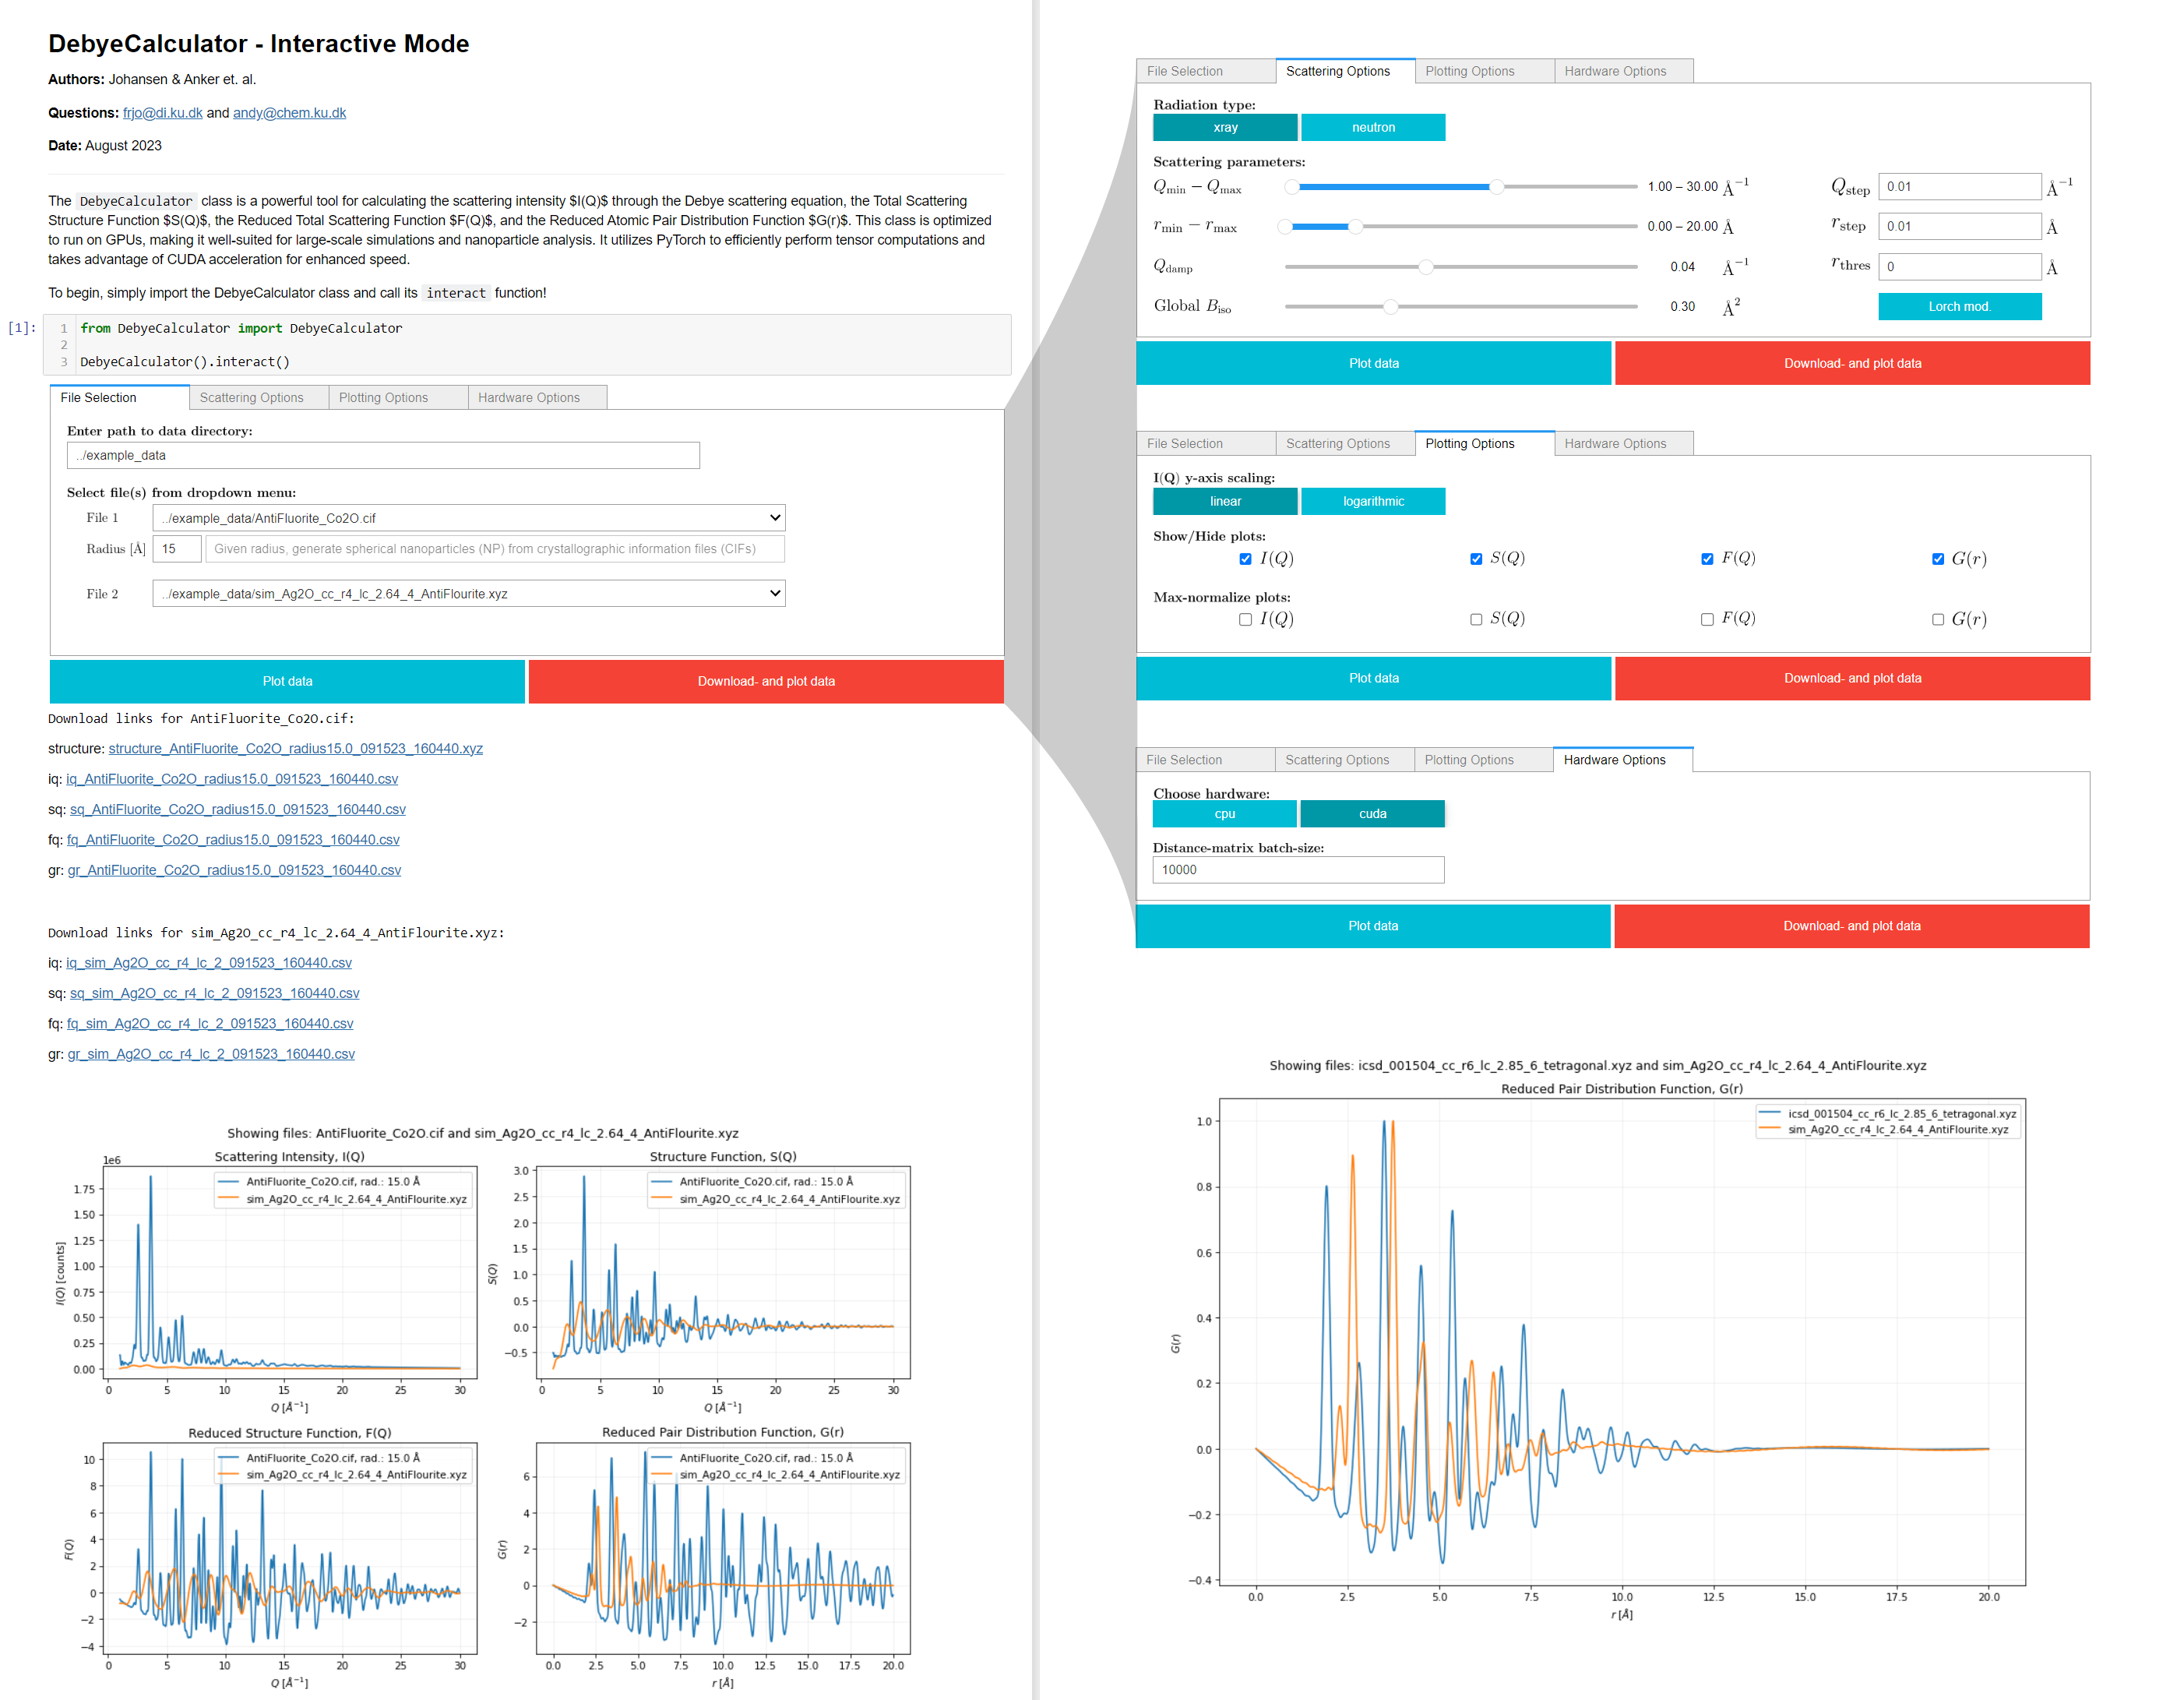 DebyeCalculator - Interactive Mode
Authors: Johansen & Anker et. al.
Questions: frjo@di.ku.dk and andy@chem.ku.dk
Date: August 2023
The DebyeCalculator class is a powerful tool for calculating the scattering intensity $I(Q)$ through the Debye scattering equation, the Total Scattering
Structure Function $S(Q)$, the Reduced Total Scattering Function $F(Q)$, and the Reduced Atomic Pair Distribution Function $G(r)$. This class is optimized
to run on GPUs, making it well-suited for large-scale simulations and nanoparticle analysis. It utilizes PyTorch to efficiently perform tensor computations and
takes advantage of CUDA acceleration for enhanced speed.
To begin, simply import the DebyeCalculator class and call its interact function!
[1]:
1 from DebyeCalculator import DebyeCalculator
2
3 DebyeCalculator().interact()
File Selection Scattering Options Plotting Options Hardware Options
Enter path to data directory:
../example_data
Select file(s) from dropdown menu:
File 1 ../example_data/AntiFluorite_Co2O.cif
Radius [Å] 15 Given radius, generate spherical nanoparticles (NP) from crystallographic information files (CIFs)
File 2 ../example_data/sim_Ag2O_cc_r4_lc_2.64_4_AntiFlourite.xyz
Plot data Download- and plot data
Download links for AntiFluorite_Co2O.cif:
structure: structure_AntiFluorite_Co2O_radius15.0_091523_160440.xyz
iq: iq_AntiFluorite_Co2O_radius15.0_091523_160440.csv
sq: sq_AntiFluorite_Co2O_radius15.0_091523_160440.csv
fq: fq_AntiFluorite_Co2O_radius15.0_091523_160440.csv
gr: gr_AntiFluorite_Co2O_radius15.0_091523_160440.csv
Download links for sim_Ag2O_cc_r4_lc_2.64_4_AntiFlourite.xyz:
iq: iq_sim_Ag2O_cc_r4_lc_2_091523_160440.csv
sq: sq_sim_Ag2O_cc_r4_lc_2_091523_160440.csv
fq: fq_sim_Ag2O_cc_r4_lc_2_091523_160440.csv
gr: gr_sim_Ag2O_cc_r4_lc_2_091523_160440.csv
Showing files: AntiFluorite_Co2O.cif and sim_Ag2O_cc_r4_lc_2.64_4_AntiFlourite.xyz
Scattering Intensity, I(Q)
1e6
AntiFluorite_Co2O.cif, rad.: 15.0 Å
sim_Ag2O_cc_r4_lc_2.64_4_AntiFlourite.xyz
I(Q) [counts]
1.75
1.50
1.25
1.00
0.75
0.50
0.25
0.00
0 5 10 15 20 25 30
Q [Å⁻¹]
Structure Function, S(Q)
AntiFluorite_Co2O.cif, rad.: 15.0 Å
sim_Ag2O_cc_r4_lc_2.64_4_AntiFlourite.xyz
S(Q)
3.0
2.5
2.0
1.5
1.0
0.5
0.0
−0.5
0 5 10 15 20 25 30
Q [Å⁻¹]
Reduced Structure Function, F(Q)
AntiFluorite_Co2O.cif, rad.: 15.0 Å
sim_Ag2O_cc_r4_lc_2.64_4_AntiFlourite.xyz
F(Q)
10
8
6
4
2
0
−2
−4
0 5 10 15 20 25 30
Q [Å⁻¹]
Reduced Pair Distribution Function, G(r)
AntiFluorite_Co2O.cif, rad.: 15.0 Å
sim_Ag2O_cc_r4_lc_2.64_4_AntiFlourite.xyz
G(r)
6
4
2
0
−2
0.0 2.5 5.0 7.5 10.0 12.5 15.0 17.5 20.0
r [Å]
File Selection Scattering Options Plotting Options Hardware Options
Radiation type:
xray neutron
Scattering parameters:
Qmin − Qmax 1.00 – 30.00 Å⁻¹ Qstep 0.01 Å⁻¹
rmin − rmax 0.00 – 20.00 Å rstep 0.01 Å
Qdamp 0.04 Å⁻¹ rthres 0 Å
Global Biso 0.30 Å² Lorch mod.
Plot data Download- and plot data
File Selection Scattering Options Plotting Options Hardware Options
I(Q) y-axis scaling:
linear logarithmic
Show/Hide plots:
I(Q) S(Q) F(Q) G(r)
Max-normalize plots:
I(Q) S(Q) F(Q) G(r)
Plot data Download- and plot data
File Selection Scattering Options Plotting Options Hardware Options
Choose hardware:
cpu cuda
Distance-matrix batch-size:
10000
Plot data Download- and plot data
Showing files: icsd_001504_cc_r6_lc_2.85_6_tetragonal.xyz and sim_Ag2O_cc_r4_lc_2.64_4_AntiFlourite.xyz
Reduced Pair Distribution Function, G(r)
icsd_001504_cc_r6_lc_2.85_6_tetragonal.xyz
sim_Ag2O_cc_r4_lc_2.64_4_AntiFlourite.xyz
G(r)
1.0
0.8
0.6
0.4
0.2
0.0
−0.2
−0.4
0.0 2.5 5.0 7.5 10.0 12.5 15.0 17.5 20.0
r [Å]